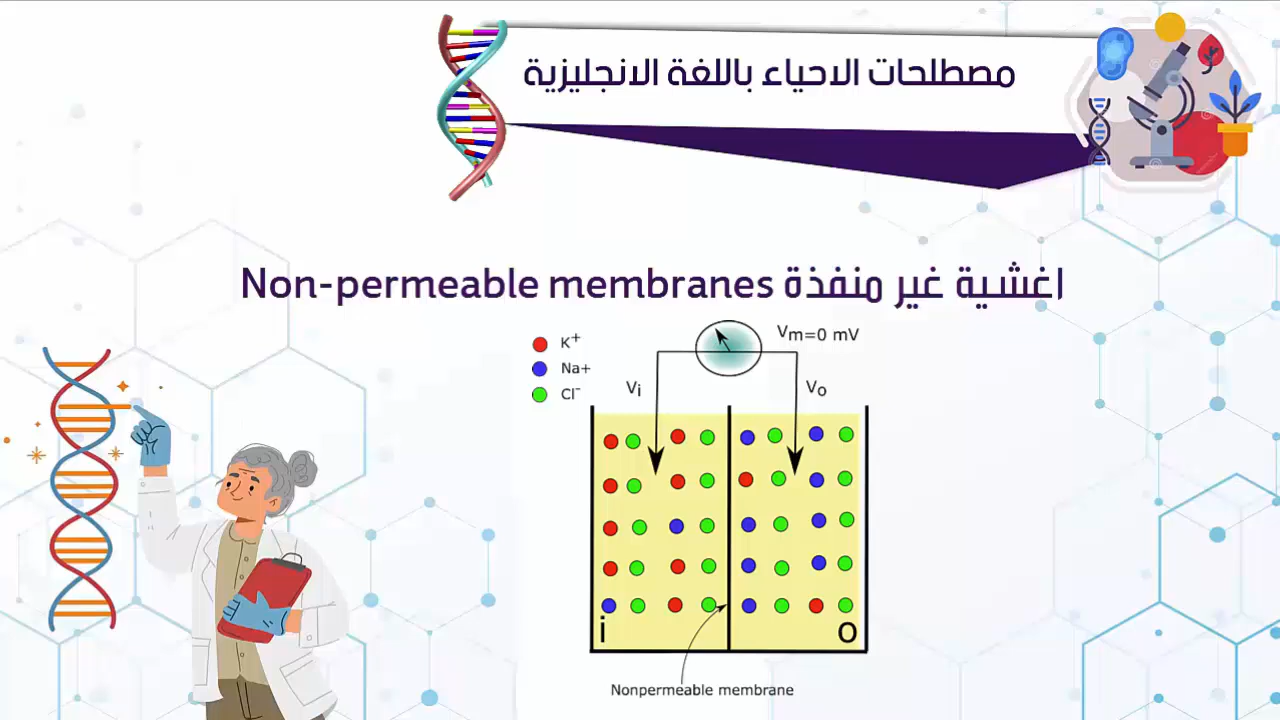 مصطلحات الاحياء باللغة الانجليزية
اغشية غير منفذة Non-permeable membranes
K+
Na+
Cl-
Vm=0 mV
Vi
Vo
i
o
Nonpermeable membrane